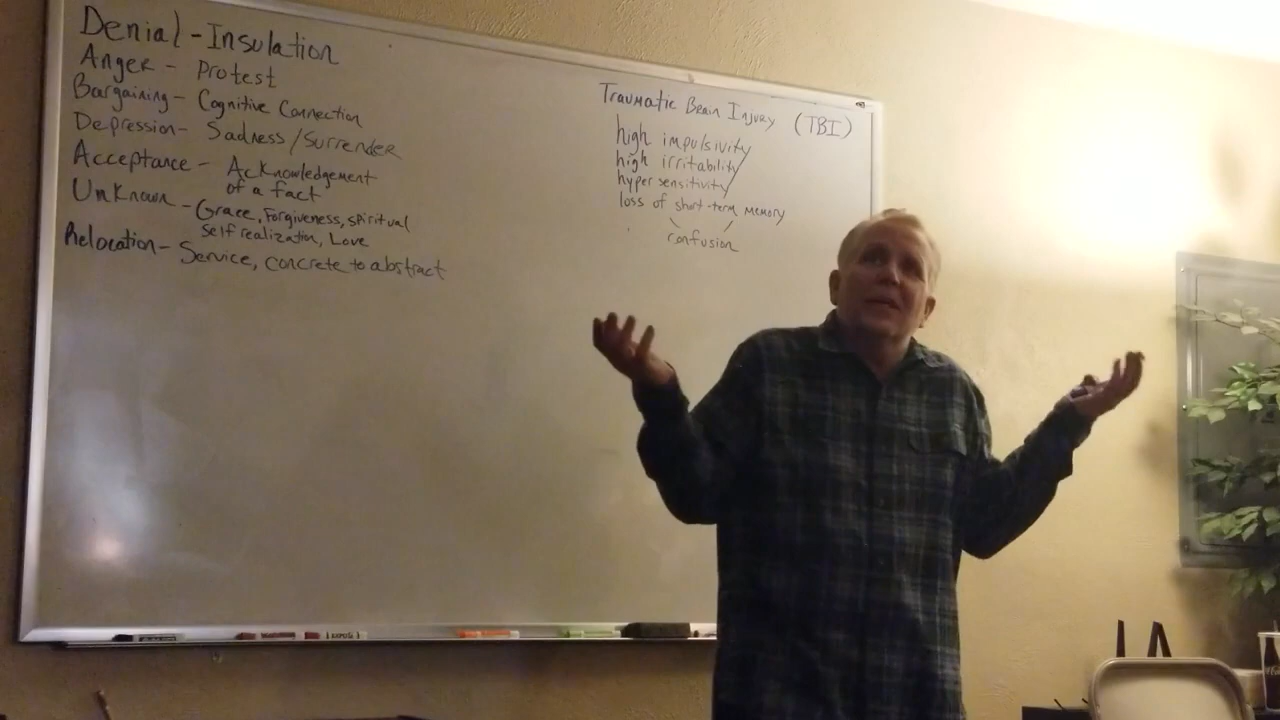 Denial - Insulation
Anger - Protest
Bargaining - Cognitive Connection
Depression - Sadness/Surrender
Acceptance - Acknowledgement
of a fact
Unknown - Grace, Forgiveness, spiritual
self realization, Love
Relocation - Service, concrete to abstract
Traumatic Brain Injury (TBI)
high impulsivity
high irritability
hyper sensitivity
loss of short-term memory
confusion
EXPO